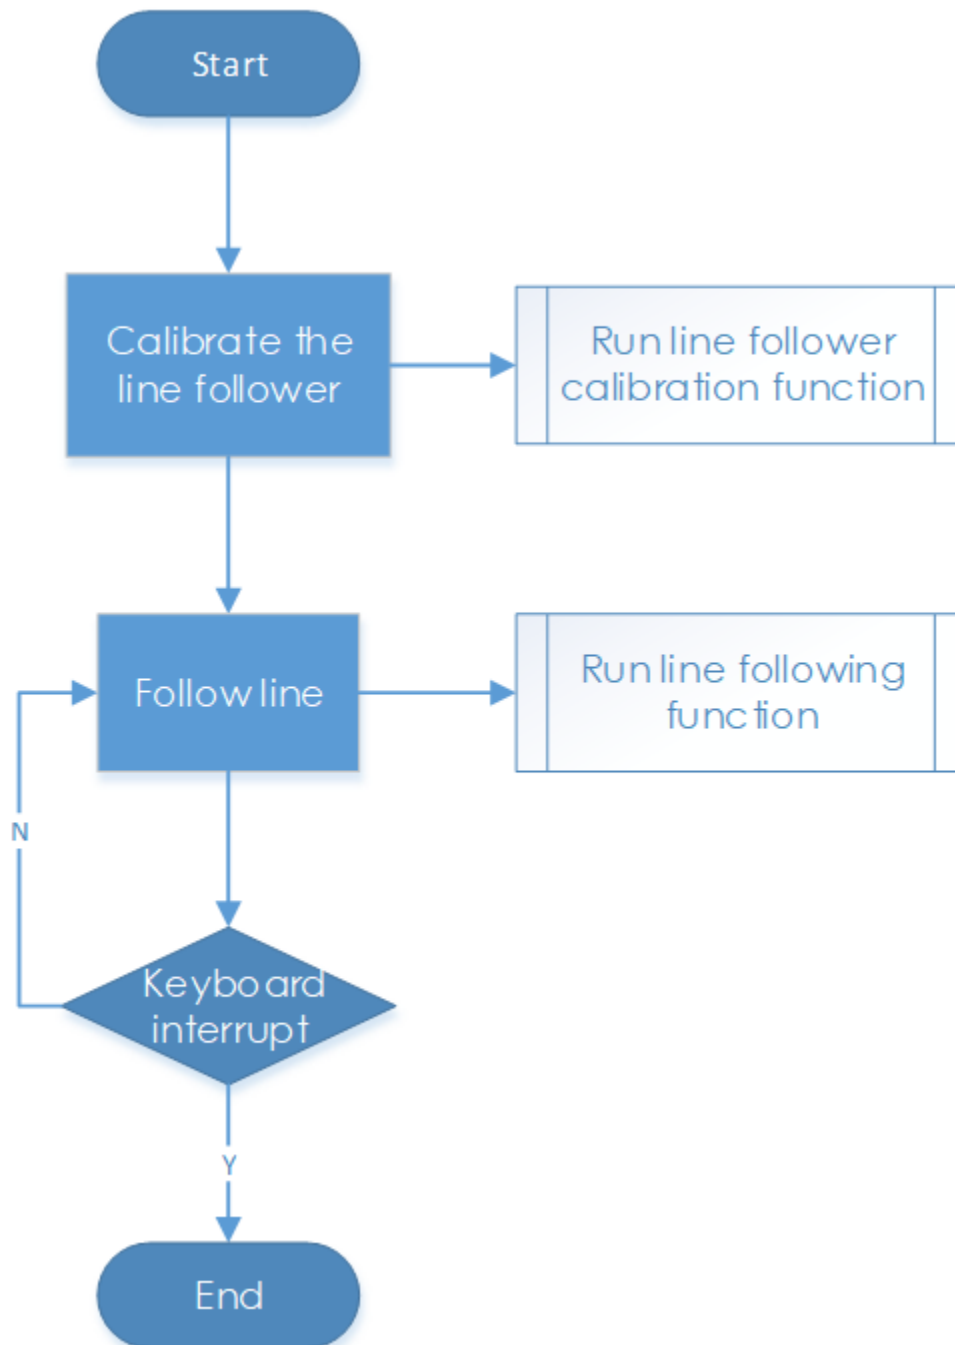 Start
Calibrate the
line follower
Run line follower
calibration function
Follow line
Run line following
function
N
Keyboard
interrupt
Y
End